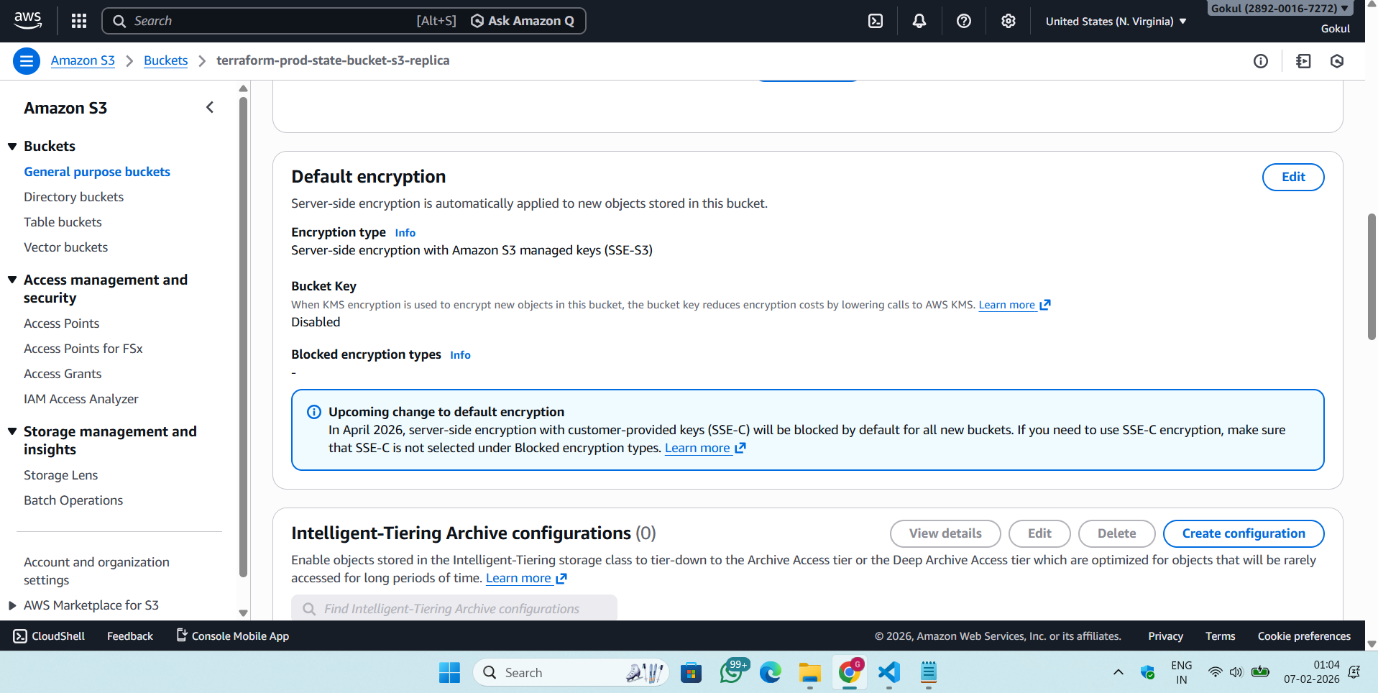 aws
Search
[Alt+S]
Ask Amazon Q
United States (N. Virginia)
Gokul (2892-0016-7272)
Gokul
Amazon S3
Buckets
terraform-prod-state-bucket-s3-replica
Amazon S3
Buckets
General purpose buckets
Directory buckets
Table buckets
Vector buckets
Access management and
security
Access Points
Access Points for FSx
Access Grants
IAM Access Analyzer
Storage management and
insights
Storage Lens
Batch Operations
Account and organization
settings
AWS Marketplace for S3
Default encryption
Edit
Server-side encryption is automatically applied to new objects stored in this bucket.
Encryption type Info
Server-side encryption with Amazon S3 managed keys (SSE-S3)
Bucket Key
When KMS encryption is used to encrypt new objects in this bucket, the bucket key reduces encryption costs by lowering calls to AWS KMS. Learn more
Disabled
Blocked encryption types Info
-
Upcoming change to default encryption
In April 2026, server-side encryption with customer-provided keys (SSE-C) will be blocked by default for all new buckets. If you need to use SSE-C encryption, make sure
that SSE-C is not selected under Blocked encryption types. Learn more
Intelligent-Tiering Archive configurations (0)
View details
Edit
Delete
Create configuration
Enable objects stored in the Intelligent-Tiering storage class to tier-down to the Archive Access tier or the Deep Archive Access tier which are optimized for objects that will be rarely
accessed for long periods of time. Learn more
Find Intelligent-Tiering Archive configurations
CloudShell
Feedback
Console Mobile App
© 2026, Amazon Web Services, Inc. or its affiliates.
Privacy
Terms
Cookie preferences
Search
99+
G
ENG
IN
01:04
07-02-2026